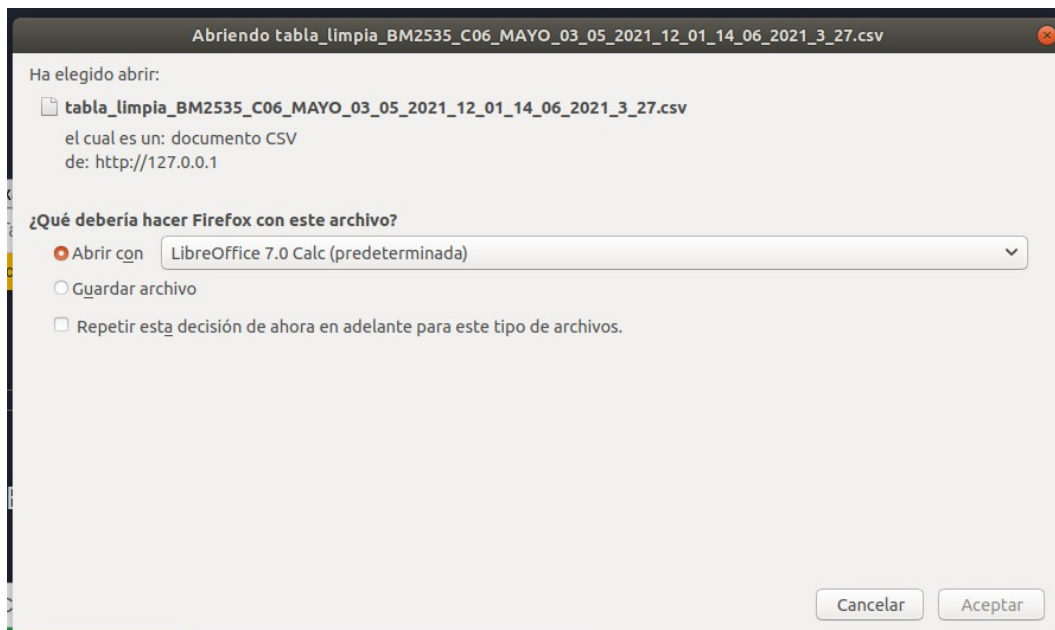 Abriendo tabla_limpia_BM2535_C06_MAYO_03_05_2021_12_01_14_06_2021_3_27.csv
Ha elegido abrir:
tabla_limpia_BM2535_C06_MAYO_03_05_2021_12_01_14_06_2021_3_27.csv
el cual es un: documento CSV
de: http://127.0.0.1
¿Qué debería hacer Firefox con este archivo?
Abrir con LibreOffice 7.0 Calc (predeterminada)
Guardar archivo
Repetir esta decisión de ahora en adelante para este tipo de archivos.
Cancelar Aceptar